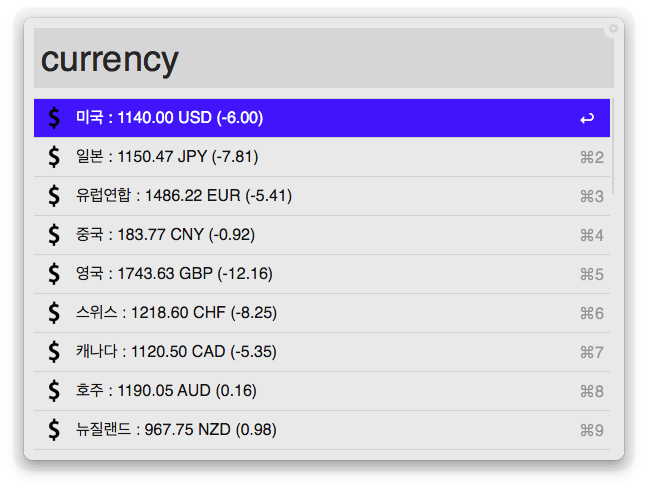 currency
$ 미국 : 1140.00 USD (-6.00) ↩
$ 일본 : 1150.47 JPY (-7.81) ⌘2
$ 유럽연합 : 1486.22 EUR (-5.41) ⌘3
$ 중국 : 183.77 CNY (-0.92) ⌘4
$ 영국 : 1743.63 GBP (-12.16) ⌘5
$ 스위스 : 1218.60 CHF (-8.25) ⌘6
$ 캐나다 : 1120.50 CAD (-5.35) ⌘7
$ 호주 : 1190.05 AUD (0.16) ⌘8
$ 뉴질랜드 : 967.75 NZD (0.98) ⌘9